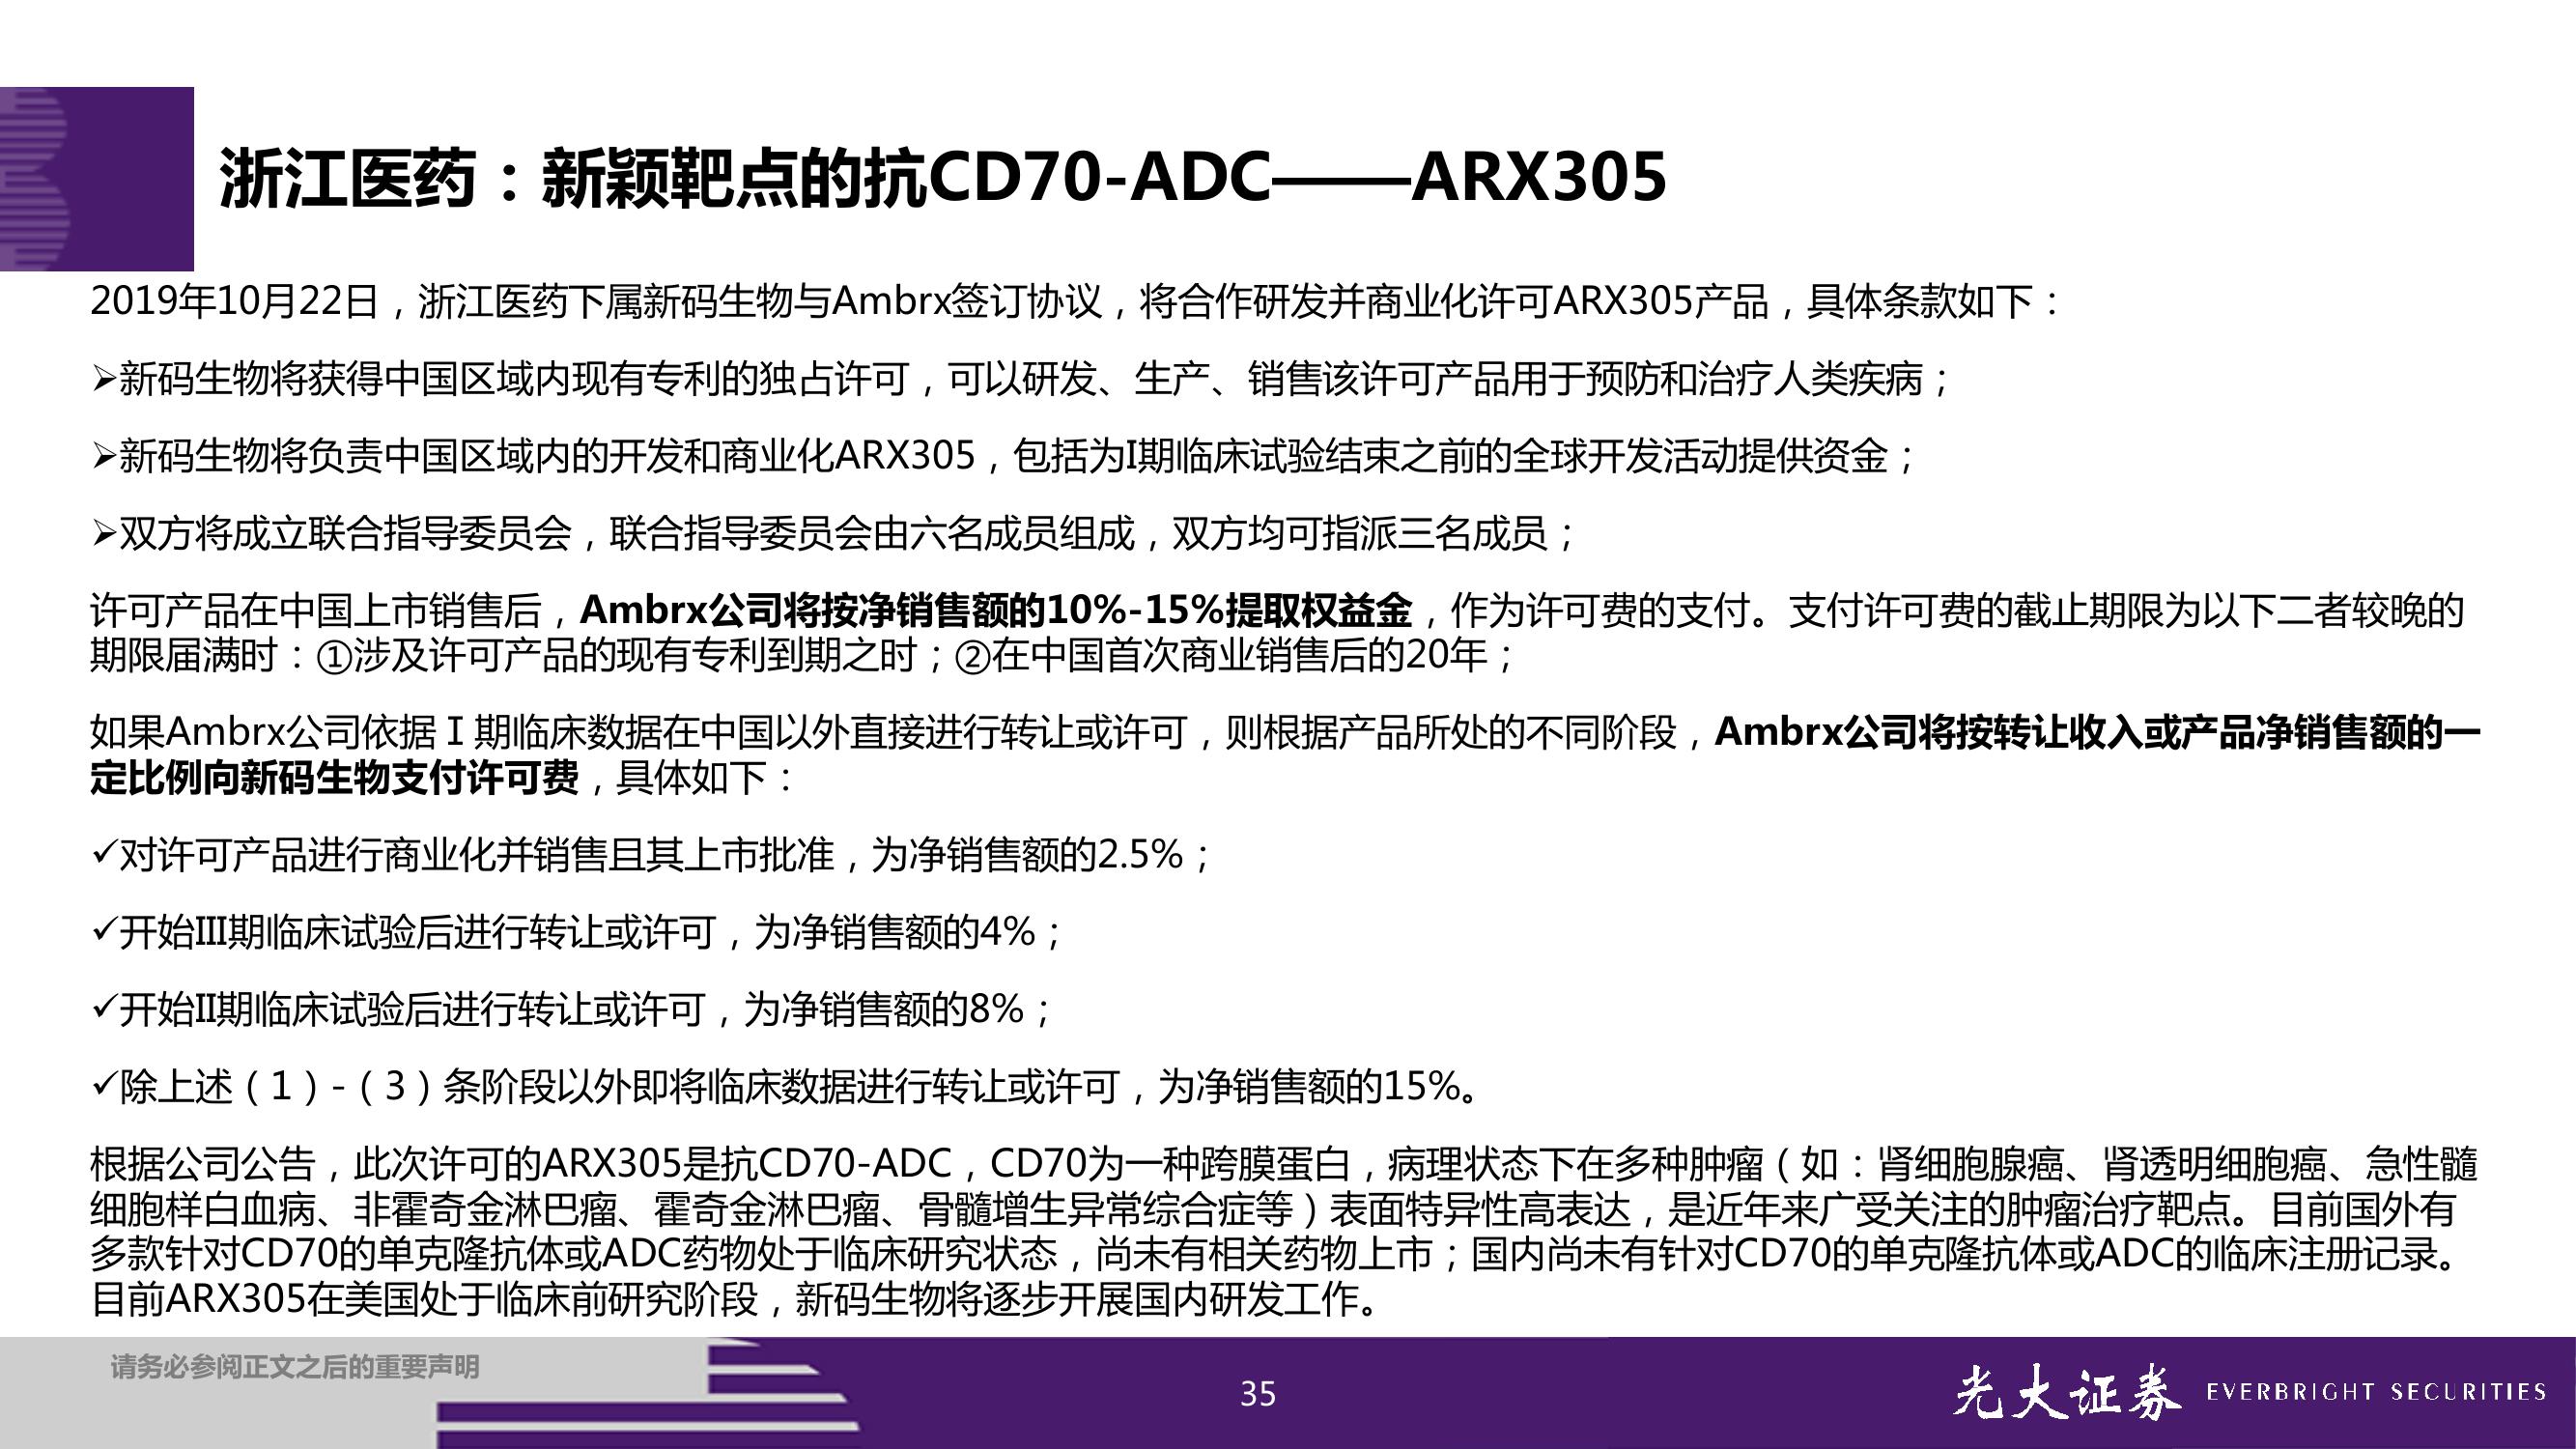 浙江医药：新颖靶点的抗CD70-ADC——ARX305
2019年10月22日，浙江医药下属新码生物与Ambrx签订协议，将合作研发并商业化许可ARX305产品，具体条款如下：
➢新码生物将获得中国区域内现有专利的独占许可，可以研发、生产、销售该许可产品用于预防和治疗人类疾病；
➢新码生物将负责中国区域内的开发和商业化ARX305，包括为I期临床试验结束之前的全球开发活动提供资金；
➢双方将成立联合指导委员会，联合指导委员会由六名成员组成，双方均可指派三名成员；
许可产品在中国上市销售后，Ambrx公司将按净销售额的10%-15%提取权益金，作为许可费的支付。支付许可费的截止期限为以下二者较晚的
期限届满时：①涉及许可产品的现有专利到期之时；②在中国首次商业销售后的20年；
如果Ambrx公司依据Ⅰ期临床数据在中国以外直接进行转让或许可，则根据产品所处的不同阶段，Ambrx公司将按转让收入或产品净销售额的一
定比例向新码生物支付许可费，具体如下：
✓对许可产品进行商业化并销售且其上市批准，为净销售额的2.5%；
✓开始III期临床试验后进行转让或许可，为净销售额的4%；
✓开始II期临床试验后进行转让或许可，为净销售额的8%；
✓除上述（1）-（3）条阶段以外即将临床数据进行转让或许可，为净销售额的15%。
根据公司公告，此次许可的ARX305是抗CD70-ADC，CD70为一种跨膜蛋白，病理状态下在多种肿瘤（如：肾细胞腺癌、肾透明细胞癌、急性髓
细胞样白血病、非霍奇金淋巴瘤、霍奇金淋巴瘤、骨髓增生异常综合症等）表面特异性高表达，是近年来广受关注的肿瘤治疗靶点。目前国外有
多款针对CD70的单克隆抗体或ADC药物处于临床研究状态，尚未有相关药物上市；国内尚未有针对CD70的单克隆抗体或ADC的临床注册记录。
目前ARX305在美国处于临床前研究阶段，新码生物将逐步开展国内研发工作。
请务必参阅正文之后的重要声明
35
光大证券 EVERBRIGHT SECURITIES